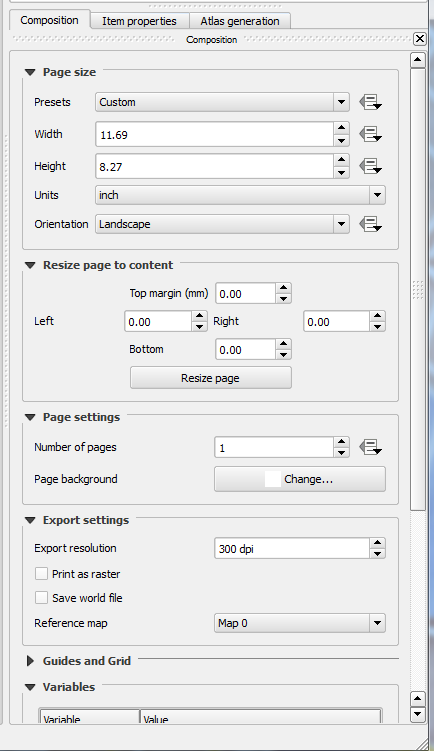 Composition Item properties Atlas generation
Composition
Page size
Presets Custom
Width 11.69
Height 8.27
Units inch
Orientation Landscape
Resize page to content
Top margin (mm) 0.00
Left 0.00 Right 0.00
Bottom 0.00
Resize page
Page settings
Number of pages 1
Page background Change...
Export settings
Export resolution 300 dpi
Print as raster
Save world file
Reference map Map 0
Guides and Grid
Variables
Variable Value